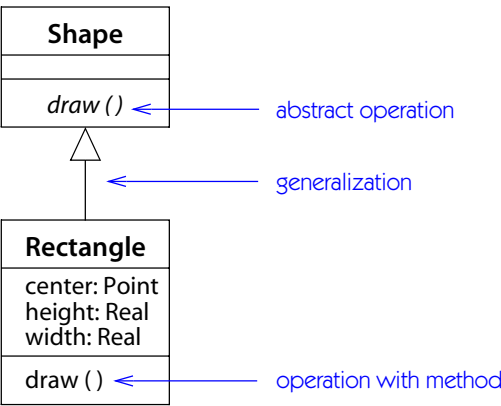 Shape
draw ( )
abstract operation
generalization
Rectangle
center: Point
height: Real
width: Real
draw ( )
operation with method